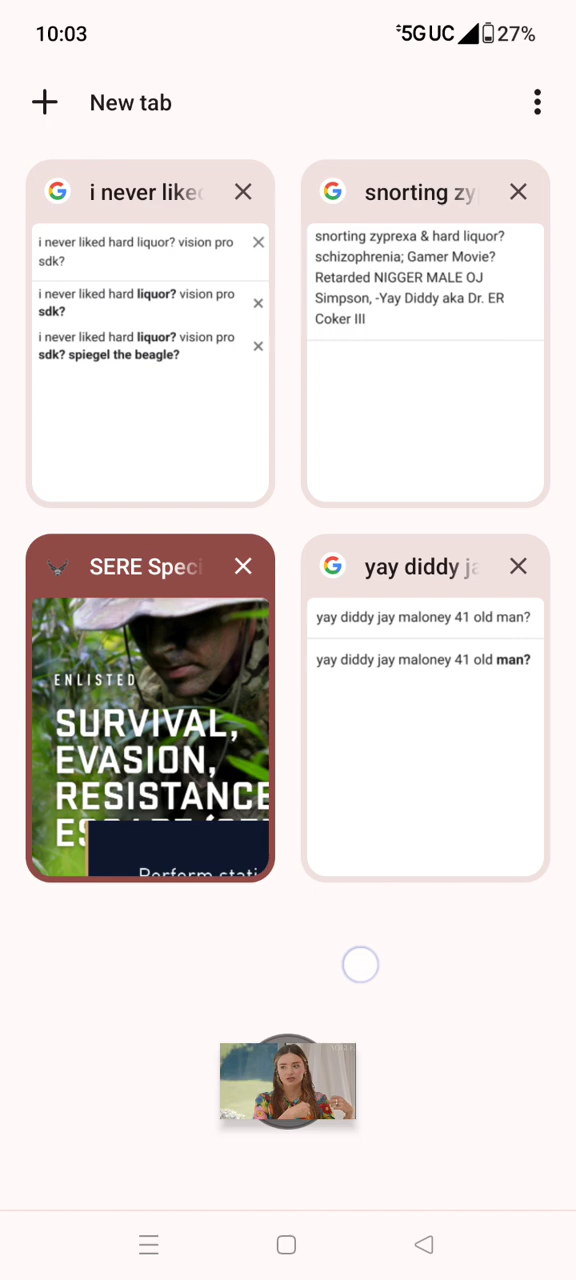 10:03
5G UC 27%
New tab
i never like
i never liked hard liquor? vision pro
sdk?
i never liked hard liquor? vision pro
sdk?
i never liked hard liquor? vision pro
sdk? spiegel the beagle?
snorting zy
snorting zyprexa & hard liquor?
schizophrenia; Gamer Movie?
Retarded NIGGER MALE OJ
Simpson, -Yay Diddy aka Dr. ER
Coker III
SERE Speci
ENLISTED
SURVIVAL,
EVASION,
RESISTANCE
Perform stati
yay diddy ja
yay diddy jay maloney 41 old man?
yay diddy jay maloney 41 old man?